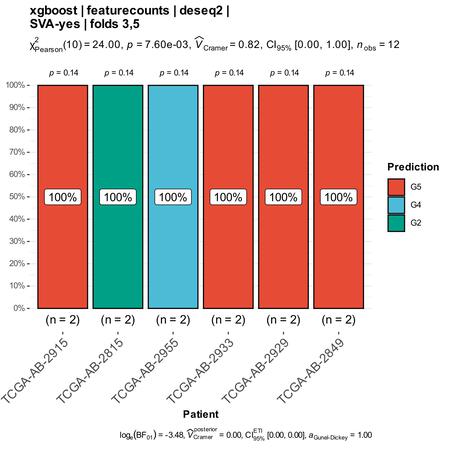 xgboost | featurecounts | deseq2 |
SVA-yes | folds 3,5
χ²Pearson(10) = 24.00, p = 7.60e-03, V̂Cramer = 0.82, CI95% [0.00, 1.00], nobs = 12
p = 0.14 p = 0.14 p = 0.14 p = 0.14 p = 0.14 p = 0.14
100%
90%
80%
70%
60%
50%
40%
30%
20%
10%
0%
100% 100% 100% 100% 100% 100%
(n = 2) (n = 2) (n = 2) (n = 2) (n = 2) (n = 2)
TCGA-AB-2915
TCGA-AB-2815
TCGA-AB-2955
TCGA-AB-2933
TCGA-AB-2929
TCGA-AB-2849
Patient
Prediction
G5
G4
G2
loge(BF01) = -3.48, V̂posterior Cramer = 0.00, CIETI 95% [0.00, 0.00], aGunel-Dickey = 1.00